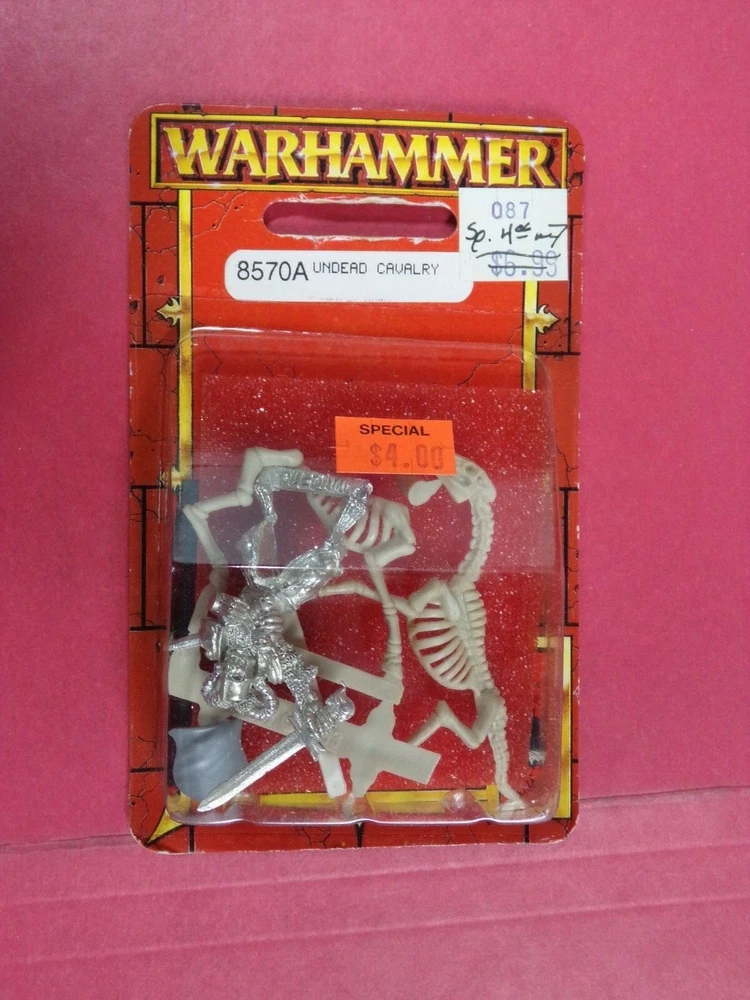 WARHAMMER®
087
$6.99
8570A UNDEAD CAVALRY
SPECIAL
$4.00